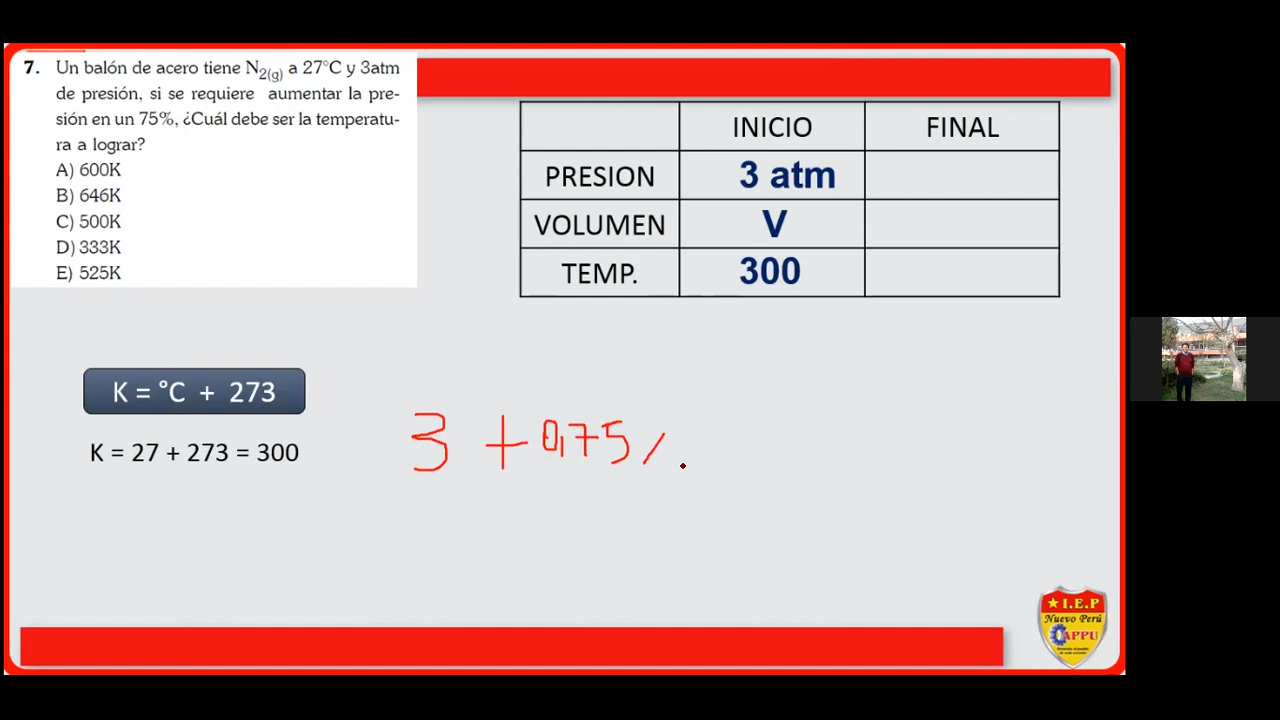 7. Un balón de acero tiene N2(g) a 27°C y 3atm
de presión, si se requiere aumentar la pre-
sión en un 75%, ¿Cuál debe ser la temperatu-
ra a lograr?
A) 600K
B) 646K
C) 500K
D) 333K
E) 525K
INICIO FINAL
PRESION 3 atm
VOLUMEN V
TEMP. 300
K = °C + 273
K = 27 + 273 = 300
3 + 0,75 /
I.E.P
Nuevo Perú
APPU